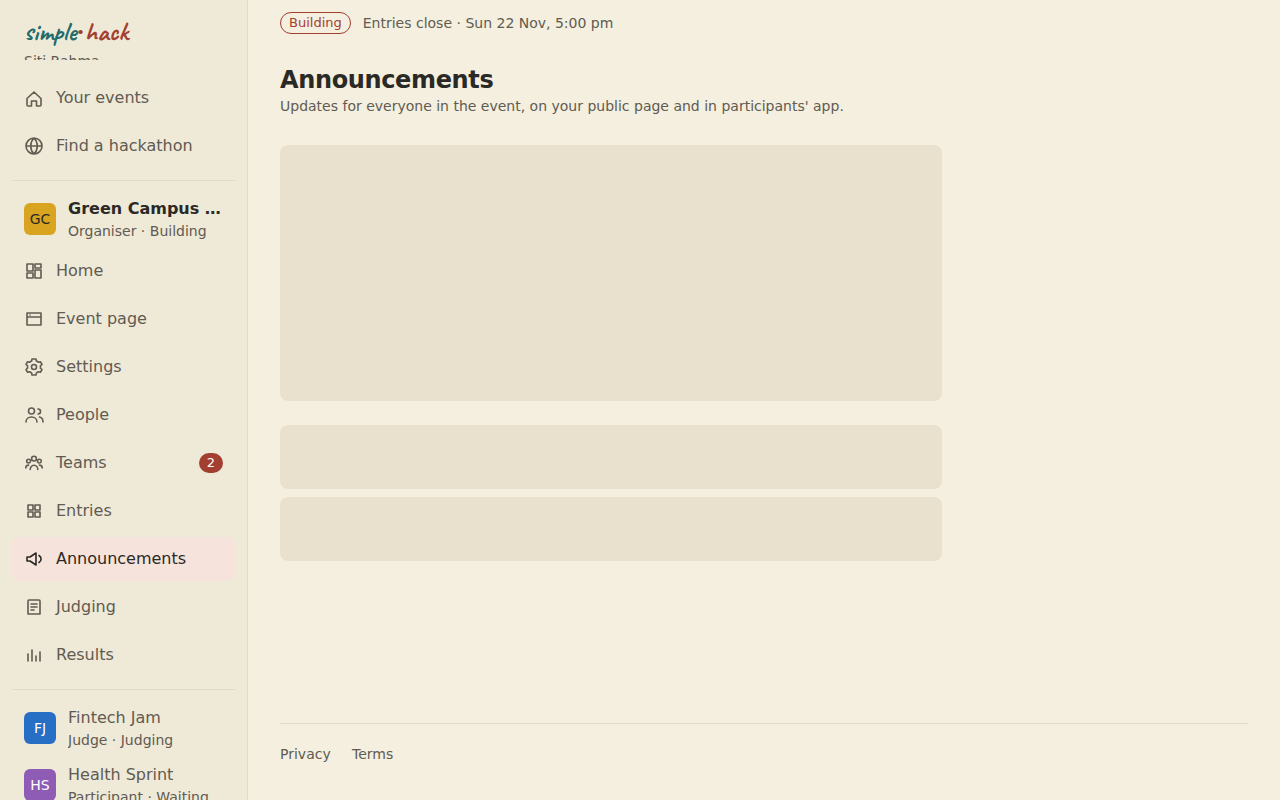 simple·hack
Siti Rahma
Your events
Find a hackathon
GC
Green Campus ...
Organiser · Building
Home
Event page
Settings
People
Teams
2
Entries
Announcements
Judging
Results
FJ
Fintech Jam
Judge · Judging
HS
Health Sprint
Participant · Waiting
Building
Entries close · Sun 22 Nov, 5:00 pm
Announcements
Updates for everyone in the event, on your public page and in participants' app.
Privacy
Terms